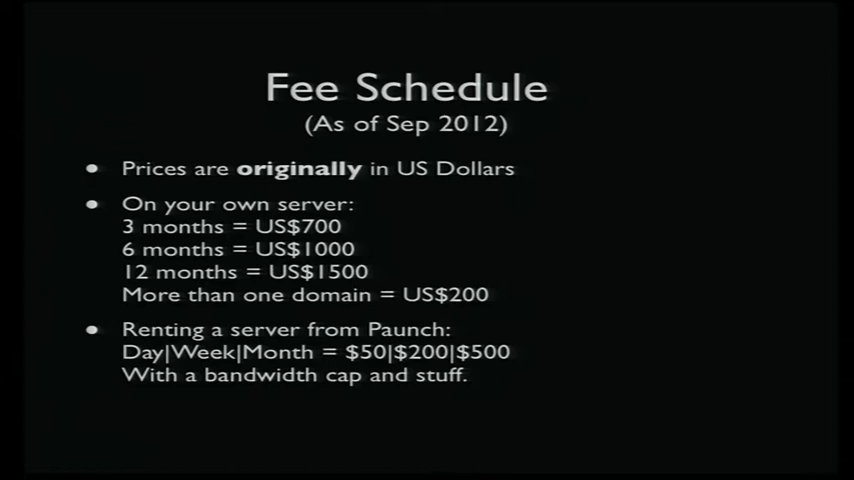 Fee Schedule
(As of Sep 2012)
• Prices are originally in US Dollars
• On your own server:
3 months = US$700
6 months = US$1000
12 months = US$1500
More than one domain = US$200
• Renting a server from Paunch:
Day|Week|Month = $50|$200|$500
With a bandwidth cap and stuff.